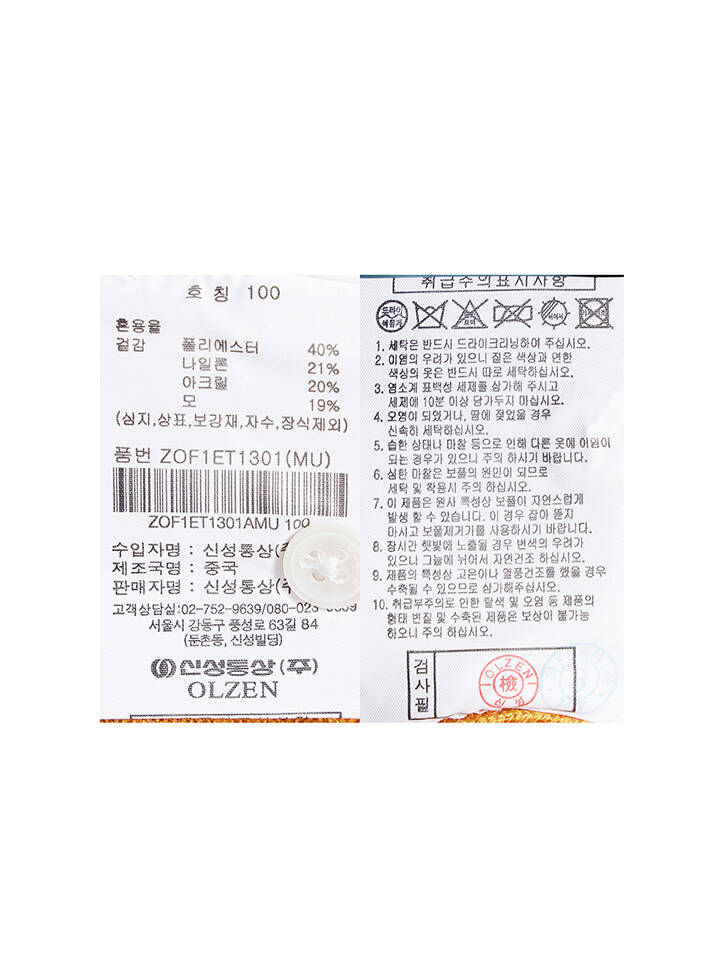 호 칭 100
혼용율
겉감 폴리에스터 40%
나일론 21%
아크릴 20%
모 19%
(심지,상표,보강재,자수,장식제외)
품번 ZOF1ET1301(MU)
ZOF1ET1301AMU 100
수입자명 : 신성통상(주
제조국명 : 중국
판매자명 : 신성통상(주
고객상담실:02-752-9639/080-023-
서울시 강동구 풍성로 63길 84
(둔촌동, 신성빌딩)
신성통상(주)
OLZEN
취급주의표시사항
드라이
1. 세탁은 반드시 드라이크리닝하여 주십시오.
2. 이염의 우려가 있으니 짙은 색상과 연한
색상의 옷은 반드시 따로 세탁하십시오.
3. 염소계 표백성 세제를 삼가해 주시고
세제에 10분 이상 담가두지 마십시오.
4. 오염이 되었거나, 땀에 젖었을 경우
신속히 세탁하십시오.
5. 습한 상태나 마찰 등으로 인해 다른 옷에 이염이
되는 경우가 있으니 주의 하시기 바랍니다.
6. 심한 마찰은 보풀의 원인이 되므로
세탁 및 착용시 주의 하십시오.
7. 이 제품은 원사 특성상 보풀이 자연스럽게
발생 할 수 있습니다. 이 경우 잡아 뜯지
마시고 보풀제거기를 사용하시기 바랍니다.
8. 장시간 햇빛에 노출될 경우 변색의 우려가
있으니 그늘에 뉘어서 자연건조 하십시오.
9. 제품의 특성상 고온이나 열풍건조를 했을 경우
수축될 수 있으므로 삼가해주십시오.
10. 취급부주의로 인한 탈색 및 오염 등 제품의
형태 변질 및 수축된 제품은 보상이 불가능
하오니 주의 하십시오.
검사필
OLZEN
檢